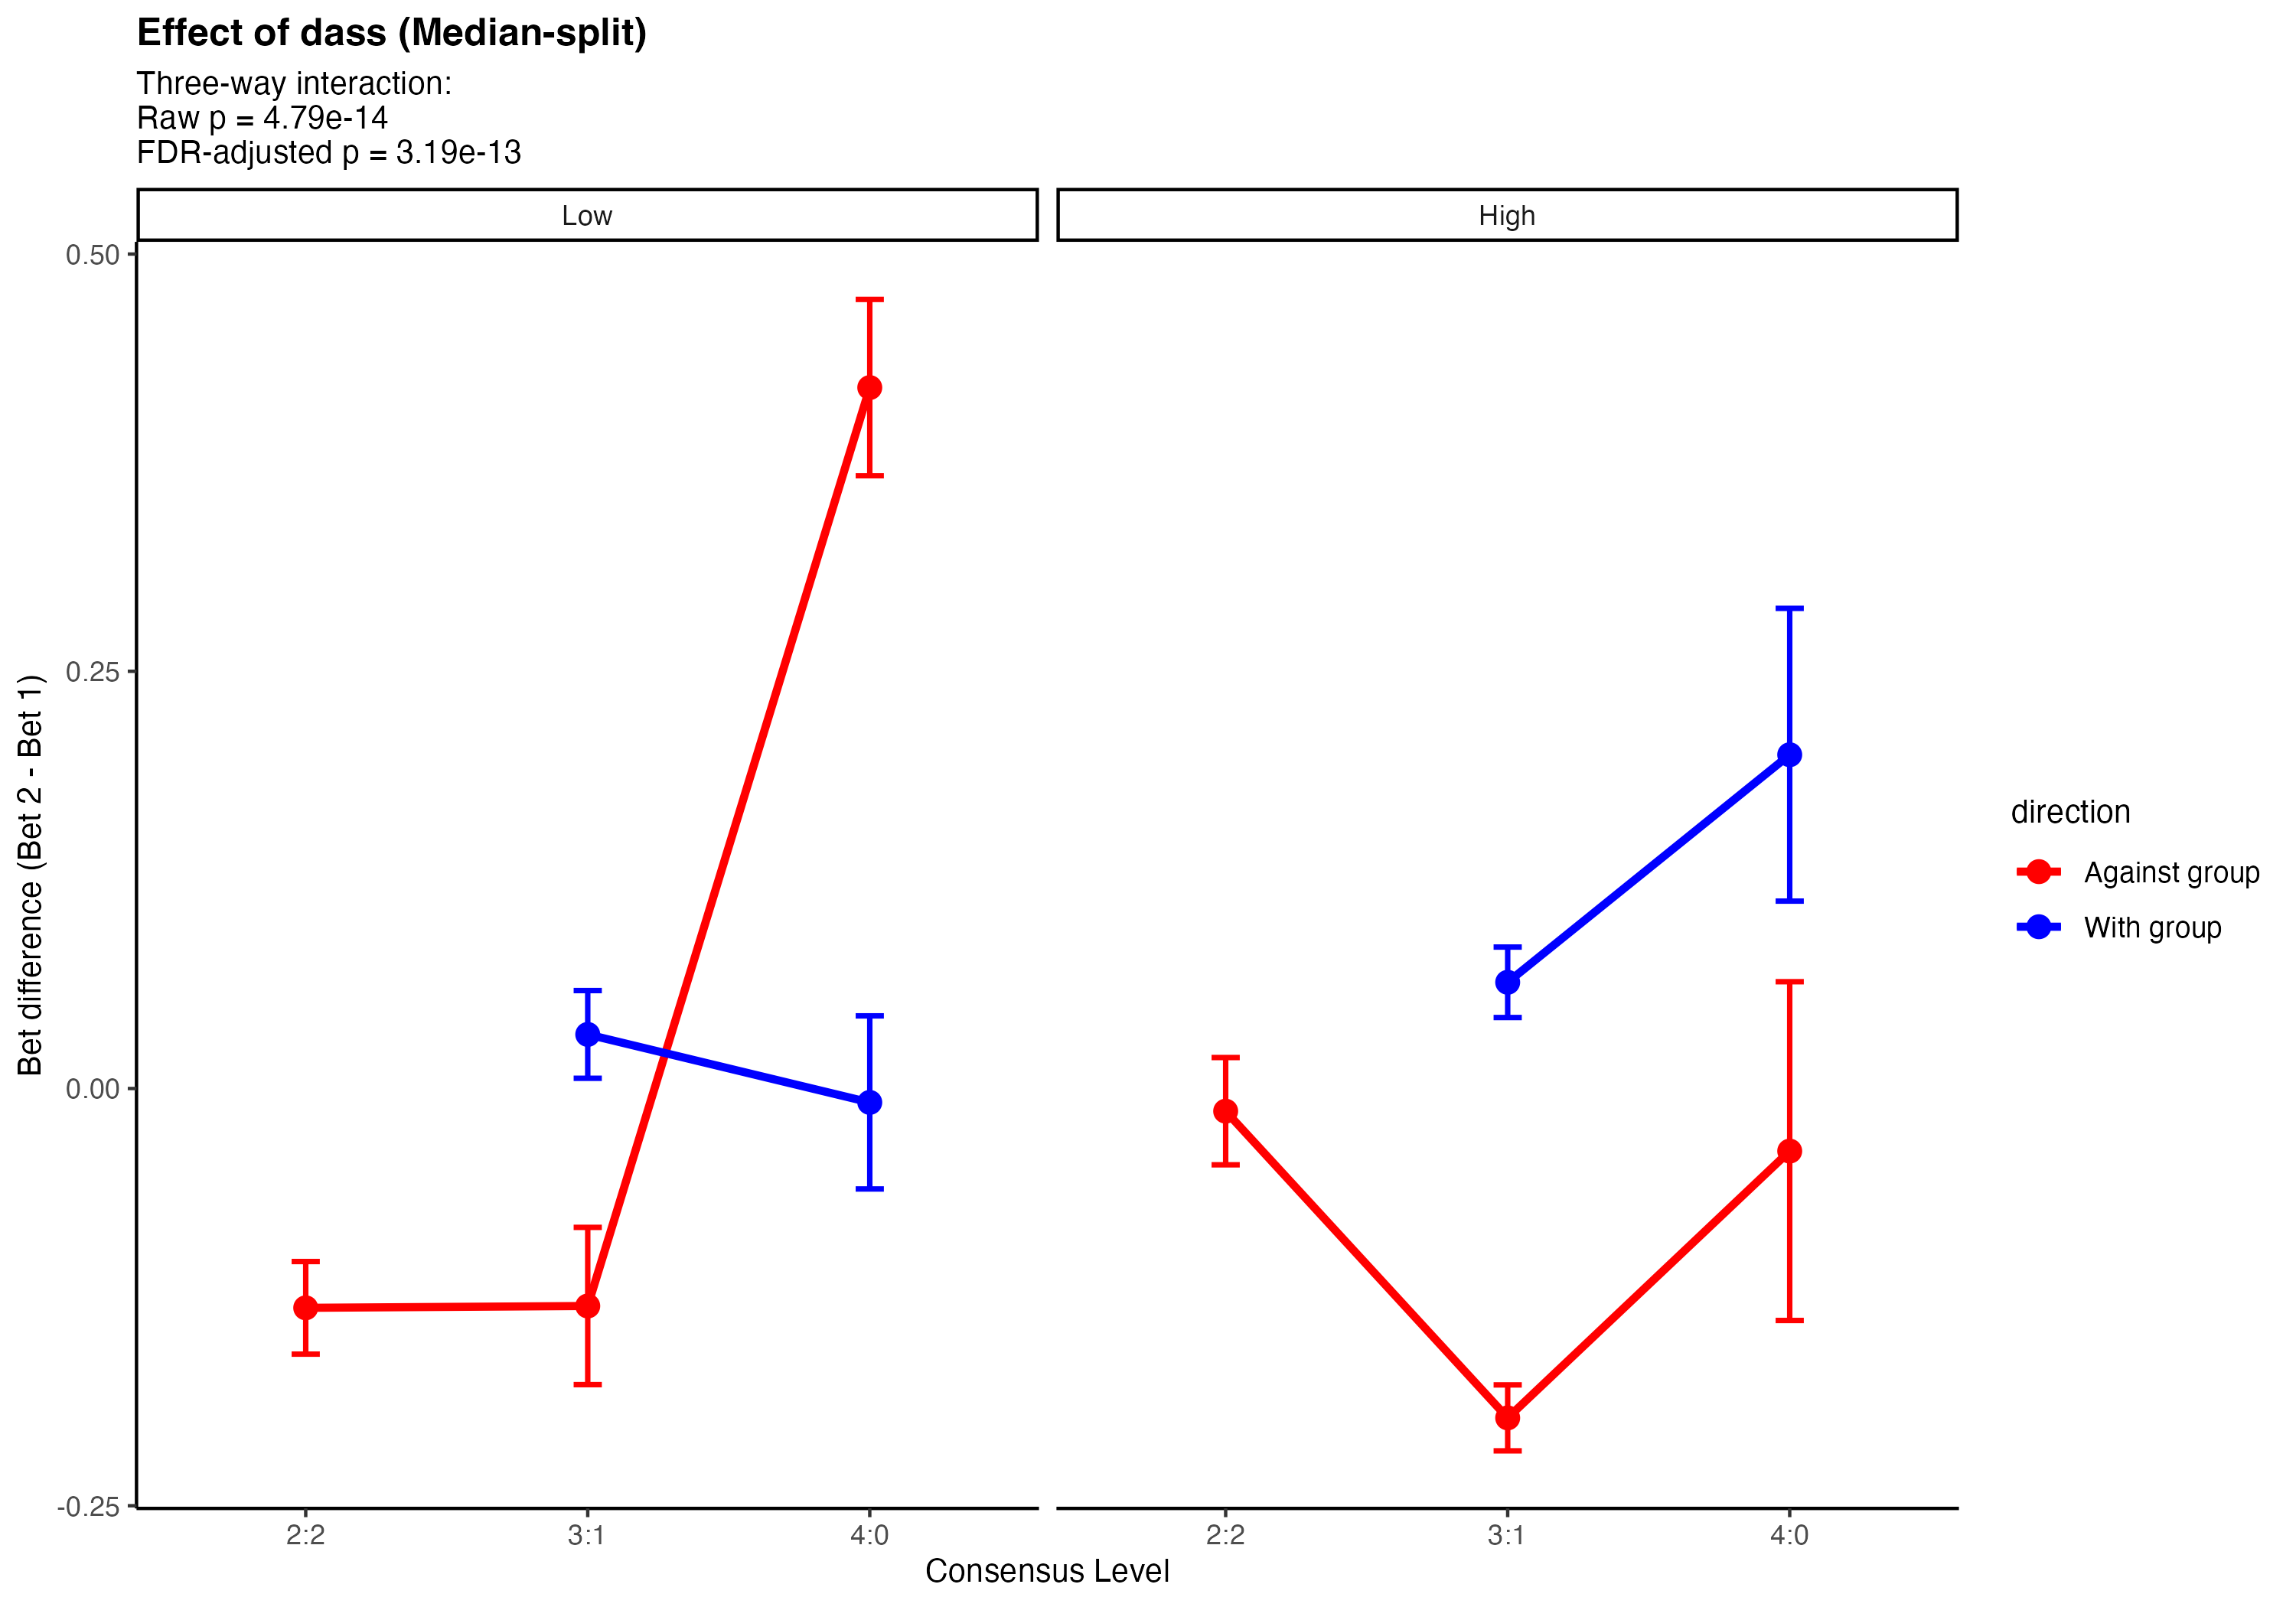 Effect of dass (Median-split)
Three-way interaction:
Raw p = 4.79e-14
FDR-adjusted p = 3.19e-13
Low
High
0.50
0.25
0.00
-0.25
Bet difference (Bet 2 - Bet 1)
2:2
3:1
4:0
2:2
3:1
4:0
Consensus Level
direction
Against group
With group